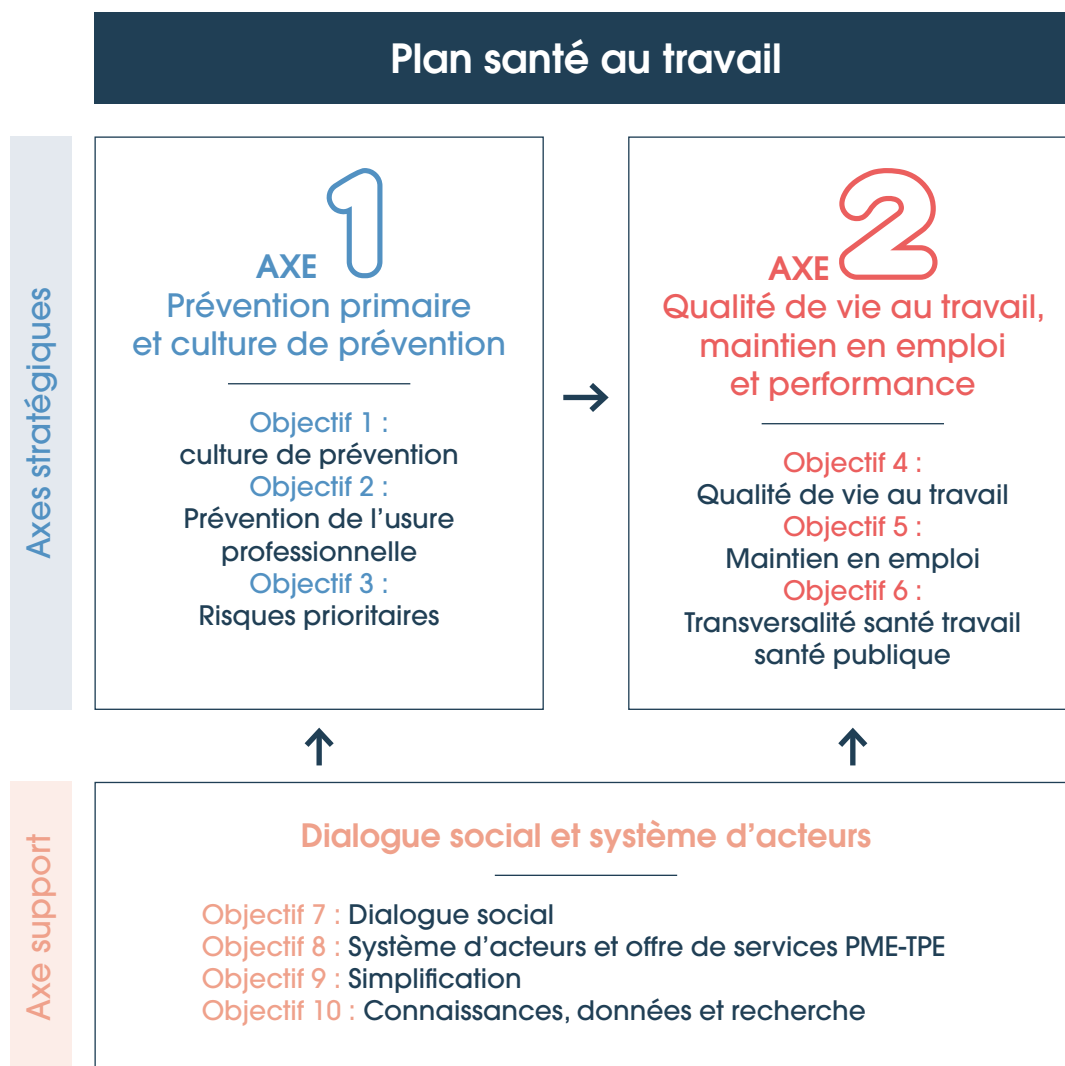 Plan santé au travail
Axes stratégiques
AXE 1
Prévention primaire
et culture de prévention
Objectif 1 :
culture de prévention
Objectif 2 :
Prévention de l’usure
professionnelle
Objectif 3 :
Risques prioritaires
AXE 2
Qualité de vie au travail,
maintien en emploi
et performance
Objectif 4 :
Qualité de vie au travail
Objectif 5 :
Maintien en emploi
Objectif 6 :
Transversalité santé travail
santé publique
Axe support
Dialogue social et système d’acteurs
Objectif 7 : Dialogue social
Objectif 8 : Système d’acteurs et offre de services PME-TPE
Objectif 9 : Simplification
Objectif 10 : Connaissances, données et recherche